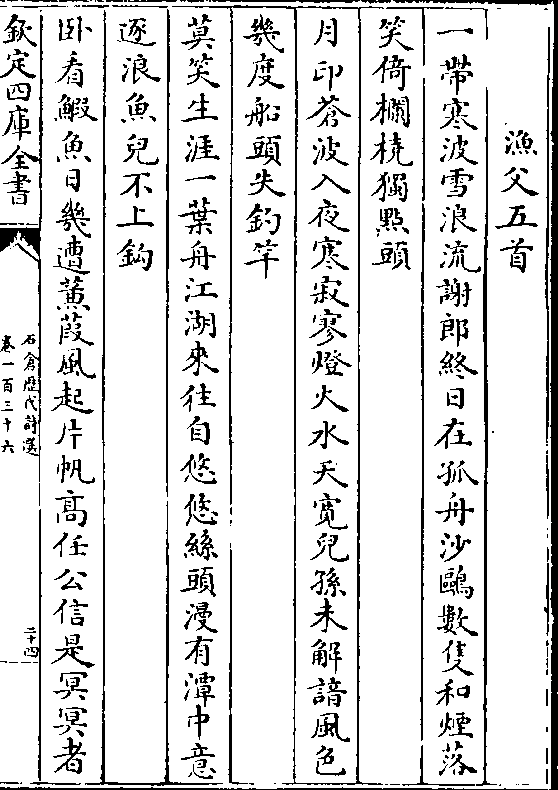 漁父五首
一帶寒波雪浪流謝郎終日在孤舟沙鷗數隻和煙落
笑倚欄橈獨點頭
月印蒼波入夜寒寂寥燈火水天寛兒孫未解諳風色
幾度船頭失釣竿
莫笑生涯一葉舟江湖來往自悠悠絲頭漫有潭中意
逐浪魚兒不上鈎
卧看鰕魚日幾遭蒹葭風起片帆髙任公信是冥冥者
欽定四庫全書
石倉歴代詩選
卷一百三十六
二十四